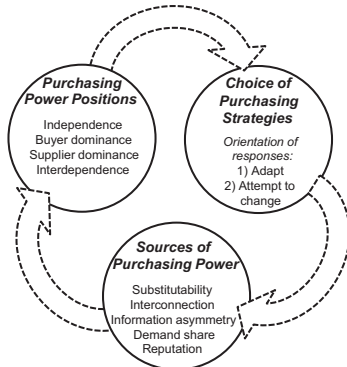 Purchasing
Power Positions
Independence
Buyer dominance
Supplier dominance
Interdependence
Choice of
Purchasing
Strategies
Orientation of
responses:
1) Adapt
2) Attempt to
change
Sources of
Purchasing Power
Substitutability
Interconnection
Information asymmetry
Demand share
Reputation